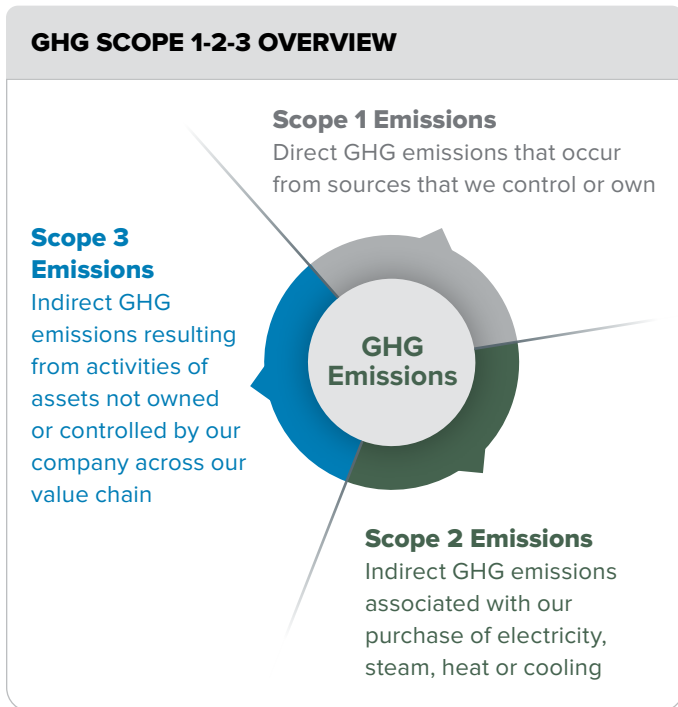 GHG SCOPE 1-2-3 OVERVIEW
Scope 1 Emissions
Direct GHG emissions that occur
from sources that we control or own
Scope 3
Emissions
Indirect GHG
emissions resulting
from activities of
assets not owned
or controlled by our
company across our
value chain
GHG
Emissions
Scope 2 Emissions
Indirect GHG emissions
associated with our
purchase of electricity,
steam, heat or cooling